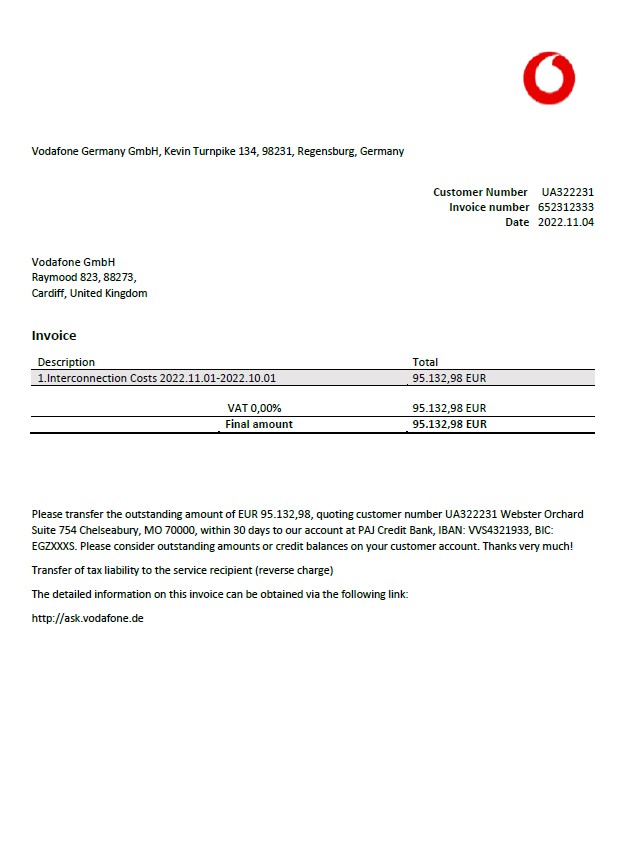 Vodafone Germany GmbH, Kevin Turnpike 134, 98231, Regensburg, Germany
Customer Number UA322231
Invoice number 652312333
Date 2022.11.04
Vodafone GmbH
Raymood 823, 88273,
Cardiff, United Kingdom
Invoice
Description Total
1.Interconnection Costs 2022.11.01-2022.10.01 95.132,98 EUR
VAT 0,00% 95.132,98 EUR
Final amount 95.132,98 EUR
Please transfer the outstanding amount of EUR 95.132,98, quoting customer number UA322231 Webster Orchard
Suite 754 Chelseabury, MO 70000, within 30 days to our account at PAJ Credit Bank, IBAN: VVS4321933, BIC:
EGZXXXS. Please consider outstanding amounts or credit balances on your customer account. Thanks very much!
Transfer of tax liability to the service recipient (reverse charge)
The detailed information on this invoice can be obtained via the following link:
http://ask.vodafone.de